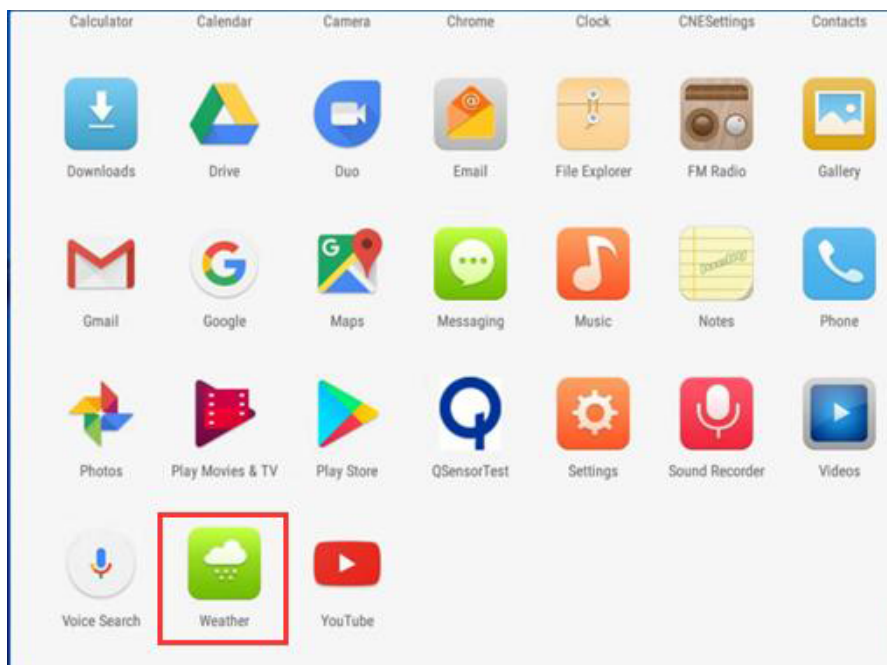 Calculator Calendar Camera Chrome Clock CNESettings Contacts
Downloads Drive Duo Email File Explorer FM Radio Gallery
G
Gmail Google Maps Messaging Music Notes Phone
Photos Play Movies & TV Play Store QSensorTest Settings Sound Recorder Videos
Voice Search Weather YouTube